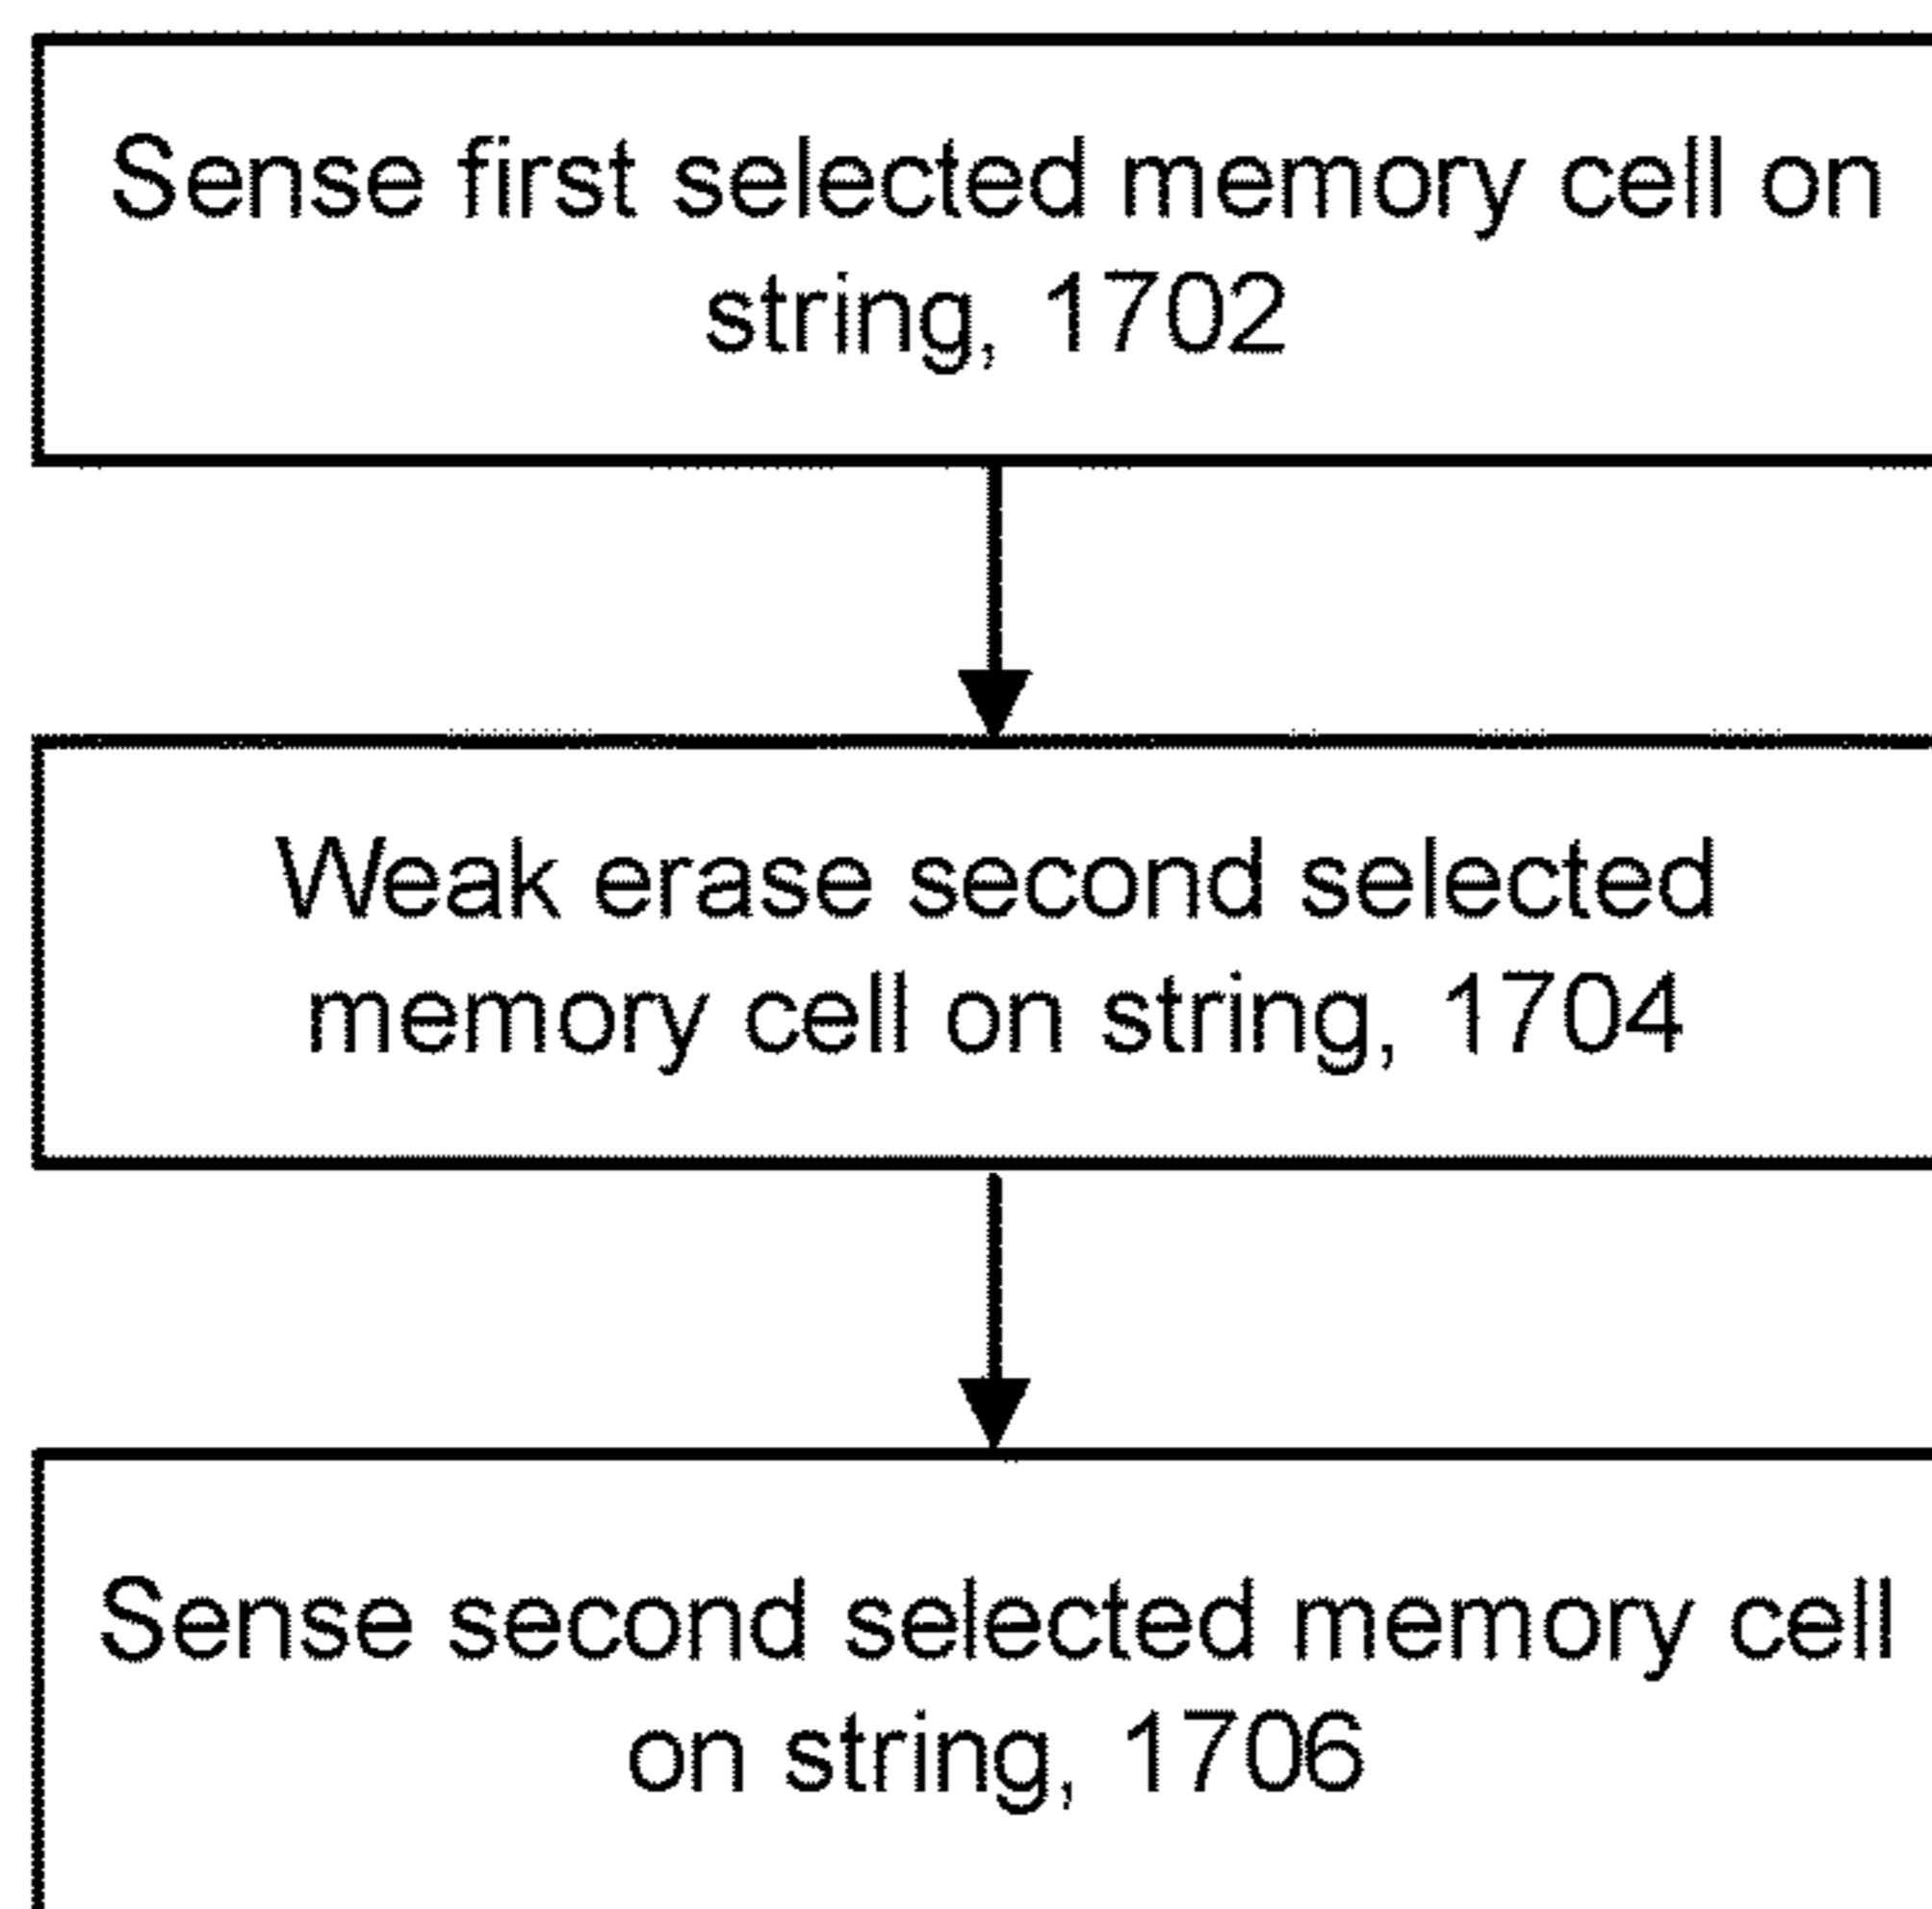 Sense first selected memory cell on
string, 1702
Weak erase second selected
memory cell on string, 1704
Sense second selected memory cell
on string, 1706